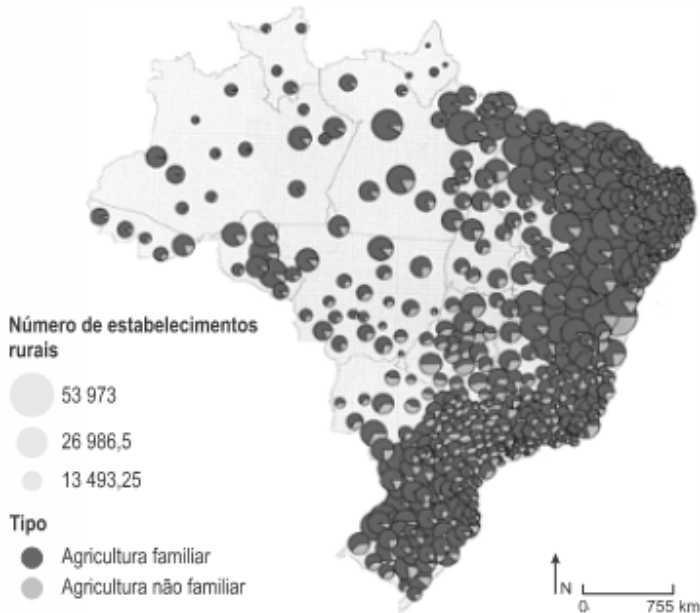 Número de estabelecimentos
rurais
53 973
26 986,5
13 493,25
Tipo
Agricultura familiar
Agricultura não familiar
N
0 755 km